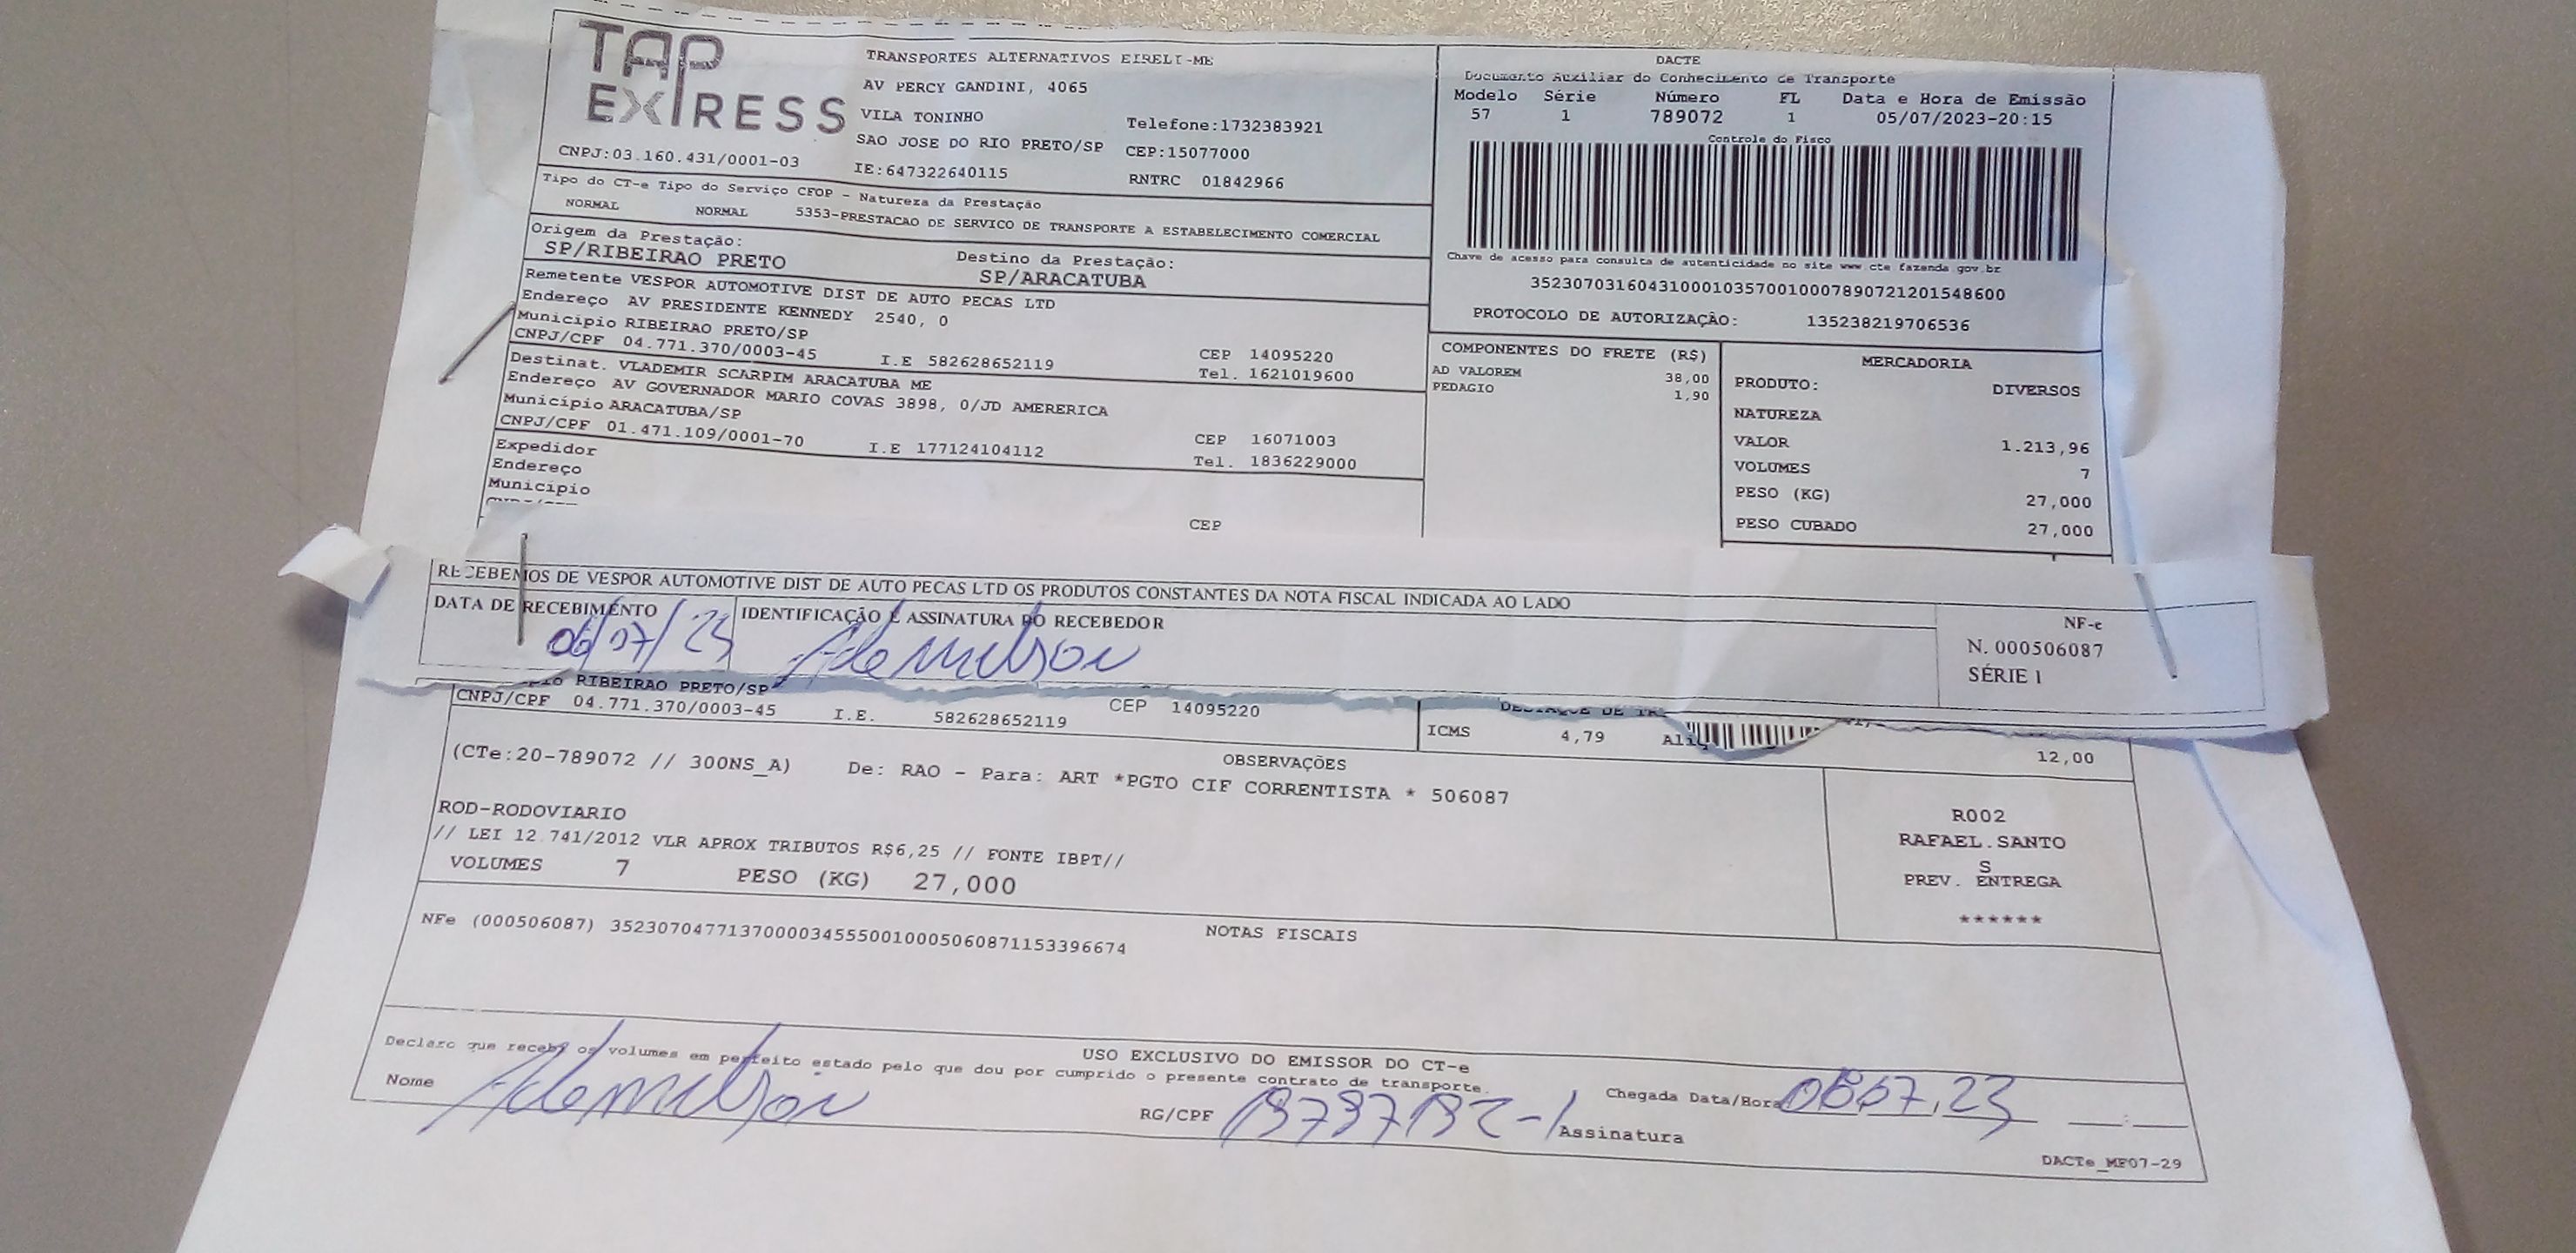 TAP
EXPRESS
CNPJ:03.160.431/0001-03
TRANSPORTES ALTERNATIVOS EIRELI-ME
AV PERCY GANDINI, 4065
VILA TONINHO
Telefone:1732383921
SAO JOSE DO RIO PRETO/SP CEP:15077000
IE:647322640115 RNTRC 01842966
DACTE
Documento Auxiliar do Conhecimento de Transporte
Modelo Série Número FL Data e Hora de Emissão
57 1 789072 1 05/07/2023-20:15
Controle do Fisco
Chave de acesso para consulta de autenticidade no site www.cte.fazenda.gov.br
35230703160431000103570010007890721201548600
PROTOCOLO DE AUTORIZAÇÃO: 135238219706536
Tipo do CT-e Tipo do Serviço CFOP - Natureza da Prestação
NORMAL NORMAL 5353-PRESTACAO DE SERVICO DE TRANSPORTE A ESTABELECIMENTO COMERCIAL
Origem da Prestação: Destino da Prestação:
SP/RIBEIRAO PRETO SP/ARACATUBA
Remetente VESPOR AUTOMOTIVE DIST DE AUTO PECAS LTD
Endereço AV PRESIDENTE KENNEDY 2540, 0
Municipio RIBEIRAO PRETO/SP CEP 14095220
CNPJ/CPF 04.771.370/0003-45 I.E 582628652119 Tel. 1621019600
Destinat. VLADEMIR SCARPIM ARACATUBA ME
Endereço AV GOVERNADOR MARIO COVAS 3898, 0/JD AMERERICA
Municipio ARACATUBA/SP CEP 16071003
CNPJ/CPF 01.471.109/0001-70 I.E 177124104112 Tel. 1836229000
Expedidor
Endereço
Municipio
CEP
COMPONENTES DO FRETE (R$)
AD VALOREM 38,00
PEDAGIO 1,90
MERCADORIA
PRODUTO: DIVERSOS
NATUREZA
VALOR 1.213,96
VOLUMES 7
PESO (KG) 27,000
PESO CUBADO 27,000
RECEBEMOS DE VESPOR AUTOMOTIVE DIST DE AUTO PECAS LTD OS PRODUTOS CONSTANTES DA NOTA FISCAL INDICADA AO LADO
DATA DE RECEBIMENTO IDENTIFICAÇÃO E ASSINATURA DO RECEBEDOR
06/07/23 Ademilson
NF-e
N. 000506087
SÉRIE 1
RIBEIRAO PRETO/SP
CNPJ/CPF 04.771.370/0003-45 I.E. 582628652119 CEP 14095220
ICMS 4,79 12,00
OBSERVAÇÕES
(CTe:20-789072 // 300NS_A) De: RAO - Para: ART *PGTO CIF CORRENTISTA * 506087
ROD-RODOVIARIO
// LEI 12.741/2012 VLR APROX TRIBUTOS R$6,25 // FONTE IBPT//
VOLUMES 7 PESO (KG) 27,000
R002
RAFAEL.SANTO
S
PREV. ENTREGA
******
NOTAS FISCAIS
NFe (000506087) 35230704771370000345550010005060871153396674
USO EXCLUSIVO DO EMISSOR DO CT-e
Declaro que recebi os volumes em perfeito estado pelo que dou por cumprido o presente contrato de transporte.
Nome Ademilson RG/CPF Assinatura Chegada Data/Hora
DACTe_MF07-29